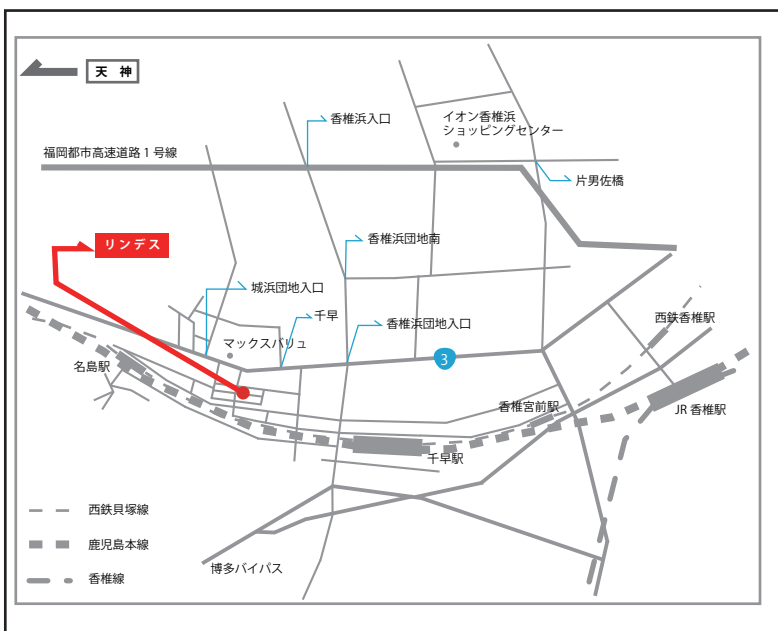 天 神
香椎浜入口
イオン香椎浜
ショッピングセンター
福岡都市高速道路1号線
片男佐橋
リンデス
香椎浜団地南
城浜団地入口
千早
香椎浜団地入口
西鉄香椎駅
マックスバリュ
3
名島駅
香椎宮前駅
JR 香椎駅
千早駅
西鉄貝塚線
鹿児島本線
博多バイパス
香椎線